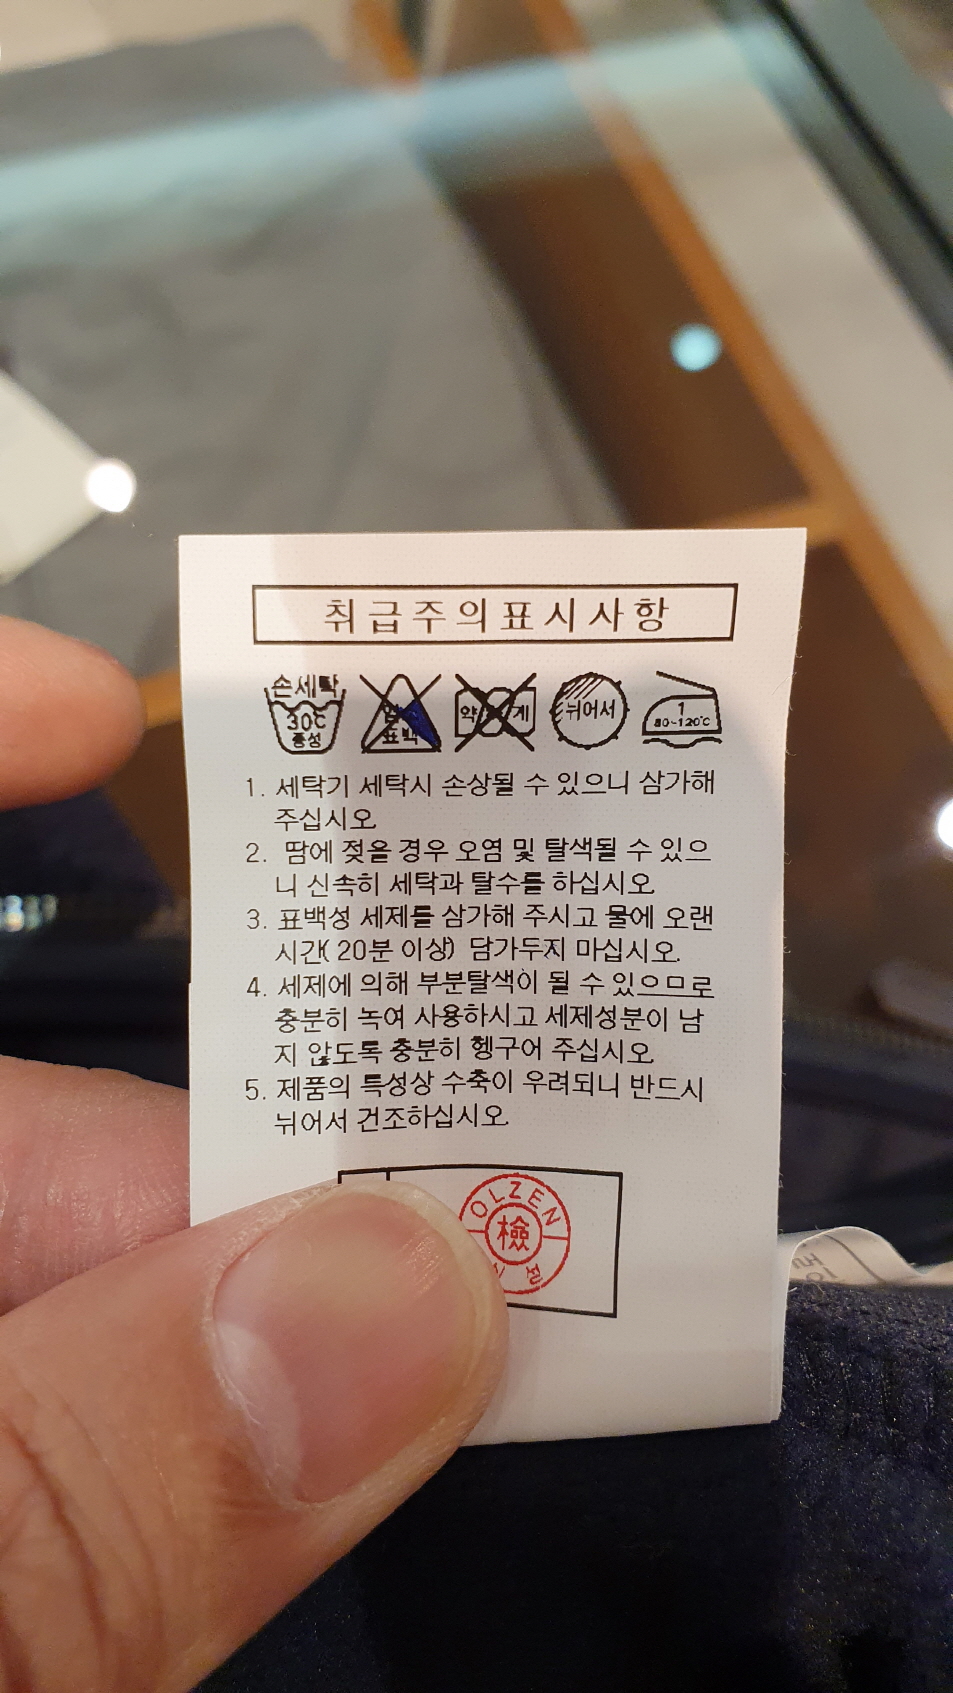 취급주의표시사항
손세탁
30℃
중성
표백
약
게
뉘어서
1
80~120℃
1. 세탁기 세탁시 손상될 수 있으니 삼가해
주십시오.
2. 땀에 젖을 경우 오염 및 탈색될 수 있으
니 신속히 세탁과 탈수를 하십시오.
3. 표백성 세제를 삼가해 주시고 물에 오랜
시간( 20분 이상) 담가두지 마십시오.
4. 세제에 의해 부분탈색이 될 수 있으므로
충분히 녹여 사용하시고 세제성분이 남
지 않도록 충분히 헹구어 주십시오.
5. 제품의 특성상 수축이 우려되니 반드시
뉘어서 건조하십시오.
OLZEN
檢